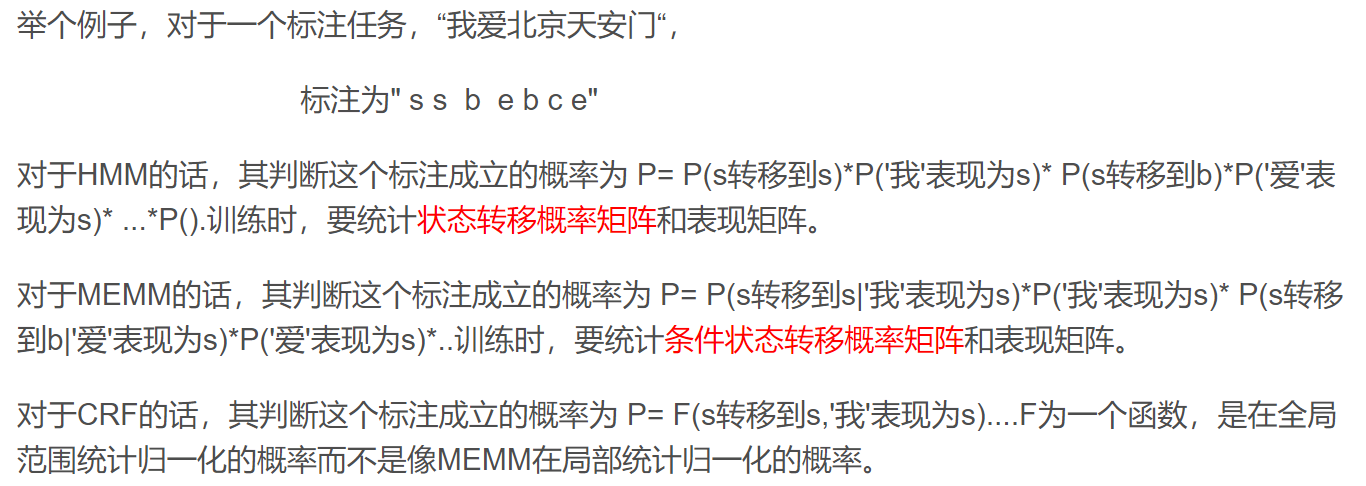 举个例子，对于一个标注任务，“我爱北京天安门“，
标注为" s s  b  e b c e"
对于HMM的话，其判断这个标注成立的概率为 P= P(s转移到s)*P('我'表现为s)* P(s转移到b)*P('爱'表
现为s)* ...*P().训练时，要统计状态转移概率矩阵和表现矩阵。
对于MEMM的话，其判断这个标注成立的概率为 P= P(s转移到s|'我'表现为s)*P('我'表现为s)* P(s转移
到b|'爱'表现为s)*P('爱'表现为s)*..训练时，要统计条件状态转移概率矩阵和表现矩阵。
对于CRF的话，其判断这个标注成立的概率为 P= F(s转移到s,'我'表现为s)....F为一个函数，是在全局
范围统计归一化的概率而不是像MEMM在局部统计归一化的概率。